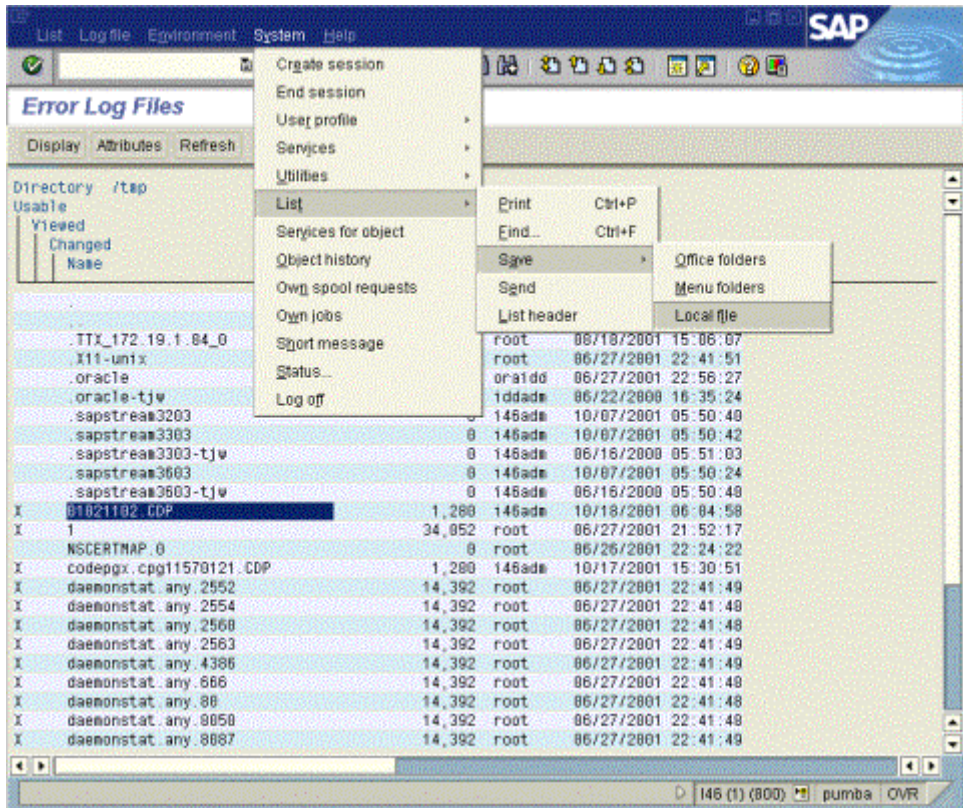 List Logfile Environment System Help
SAP
Error Log Files
Display Attributes Refresh
Create session
End session
User profile
Services
Utilities
List
Services for object
Object history
Own spool requests
Own jobs
Short message
Status...
Log off
Print Ctrl+P
Find... Ctrl+F
Save
Send
List header
Office folders
Menu folders
Local file
Directory /tmp
Usable
Viewed
Changed
Name
.
..
.TTX_172.19.1.84_0 root 08/18/2001 15:06:07
.X11-unix root 06/27/2001 22:41:51
.oracle oraidd 06/27/2001 22:56:27
.oracle-tjw iddadm 06/22/2000 16:35:24
.sapstream3203 0 i46adm 10/07/2001 05:50:40
.sapstream3303 0 i46adm 10/07/2001 05:50:42
.sapstream3303-tjw 0 i46adm 06/16/2000 05:51:03
.sapstream3603 0 i46adm 10/07/2001 05:50:24
.sapstream3603-tjw 0 i46adm 06/16/2000 05:50:40
X 01021102.CDP 1,280 i46adm 10/18/2001 06:04:58
X 1 34,052 root 06/27/2001 21:52:17
NSCERTMAP.0 0 root 06/26/2001 22:24:22
X codepgx.cpg11570121.CDP 1,280 i46adm 10/17/2001 15:30:51
X daemonstat.any.2552 14,392 root 06/27/2001 22:41:49
X daemonstat.any.2554 14,392 root 06/27/2001 22:41:48
X daemonstat.any.2560 14,392 root 06/27/2001 22:41:48
X daemonstat.any.2563 14,392 root 06/27/2001 22:41:49
X daemonstat.any.4386 14,392 root 06/27/2001 22:41:49
X daemonstat.any.666 14,392 root 06/27/2001 22:41:48
X daemonstat.any.80 14,392 root 06/27/2001 22:41:48
X daemonstat.any.8050 14,392 root 06/27/2001 22:41:48
X daemonstat.any.8087 14,392 root 06/27/2001 22:41:49
I46 (1) (800) pumba OVR